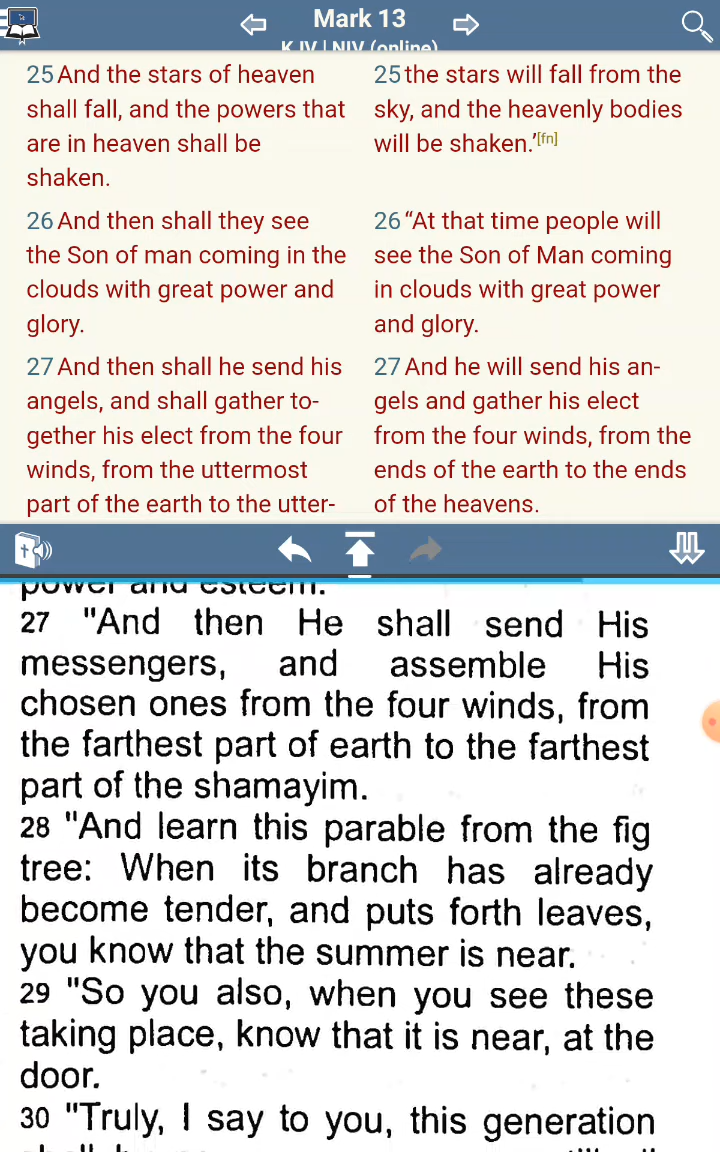 Mark 13
KJV | NIV (online)
25 And the stars of heaven
shall fall, and the powers that
are in heaven shall be
shaken.
26 And then shall they see
the Son of man coming in the
clouds with great power and
glory.
27 And then shall he send his
angels, and shall gather to-
gether his elect from the four
winds, from the uttermost
part of the earth to the utter-
25 the stars will fall from the
sky, and the heavenly bodies
will be shaken.’[fn]
26 “At that time people will
see the Son of Man coming
in clouds with great power
and glory.
27 And he will send his an-
gels and gather his elect
from the four winds, from the
ends of the earth to the ends
of the heavens.
power and esteem.
27 "And then He shall send His
messengers, and assemble His
chosen ones from the four winds, from
the farthest part of earth to the farthest
part of the shamayim.
28 "And learn this parable from the fig
tree: When its branch has already
become tender, and puts forth leaves,
you know that the summer is near.
29 "So you also, when you see these
taking place, know that it is near, at the
door.
30 "Truly, I say to you, this generation